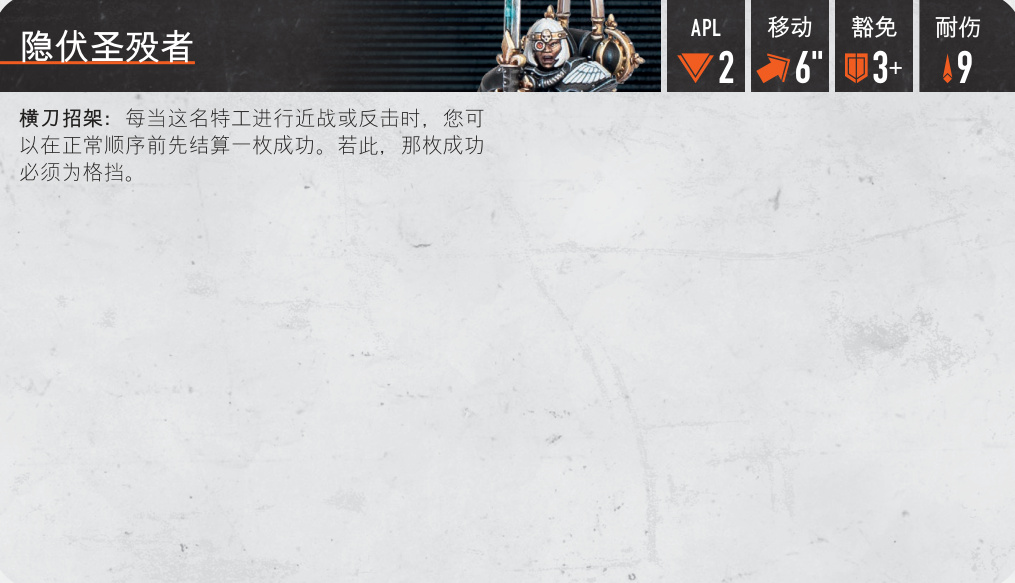 隐伏圣殁者
APL 移动 豁免 耐伤
2 6" 3+ 9
横刀招架：每当这名特工进行近战或反击时，您可
以在正常顺序前先结算一枚成功。若此，那枚成功
必须为格挡。